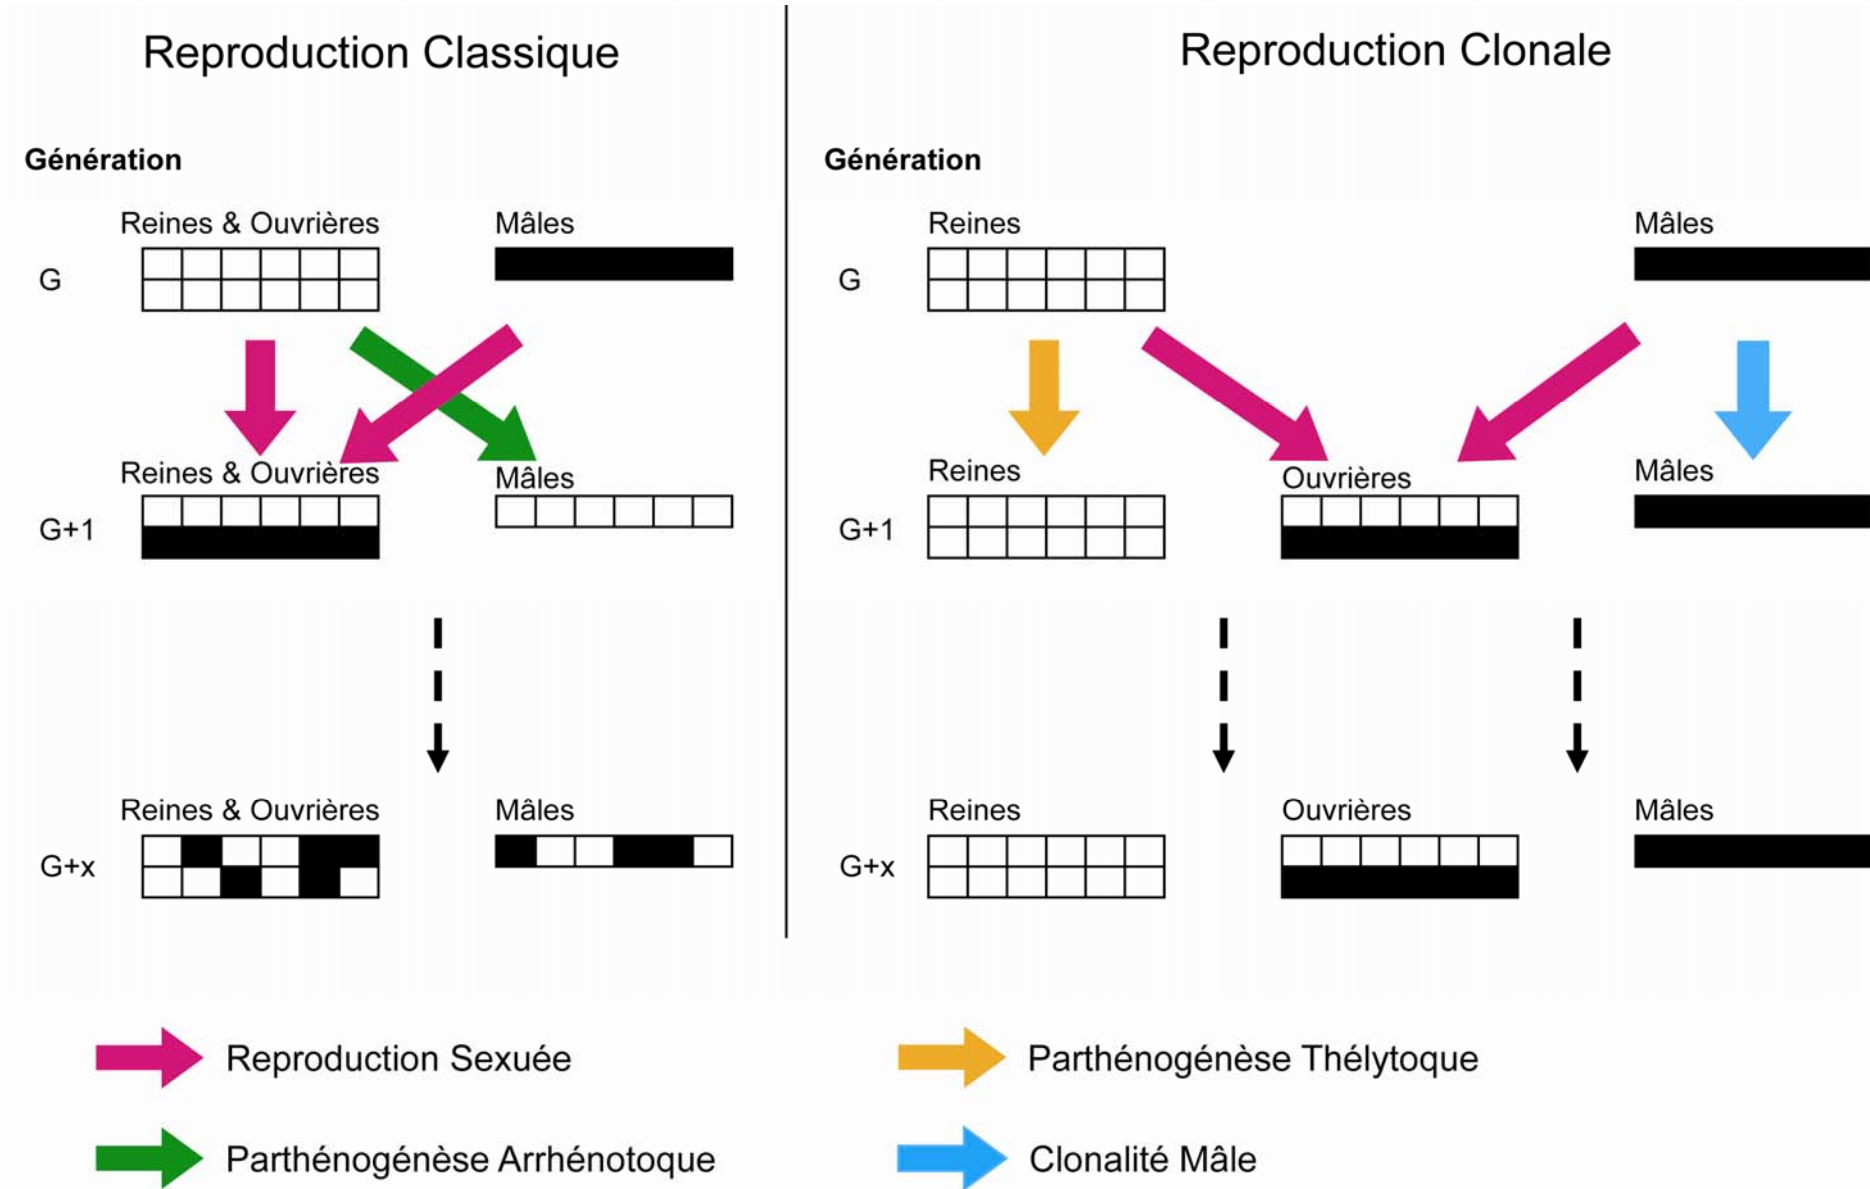 Reproduction Classique
Génération
Reines & Ouvrières
Mâles
G
Reines & Ouvrières
Mâles
G+1
Reines & Ouvrières
Mâles
G+x
Reproduction Clonale
Génération
Reines
Mâles
G
Reines
Ouvrières
Mâles
G+1
Reines
Ouvrières
Mâles
G+x
Reproduction Sexuée
Parthénogénèse Thélytoque
Parthénogénèse Arrhénotoque
Clonalité Mâle